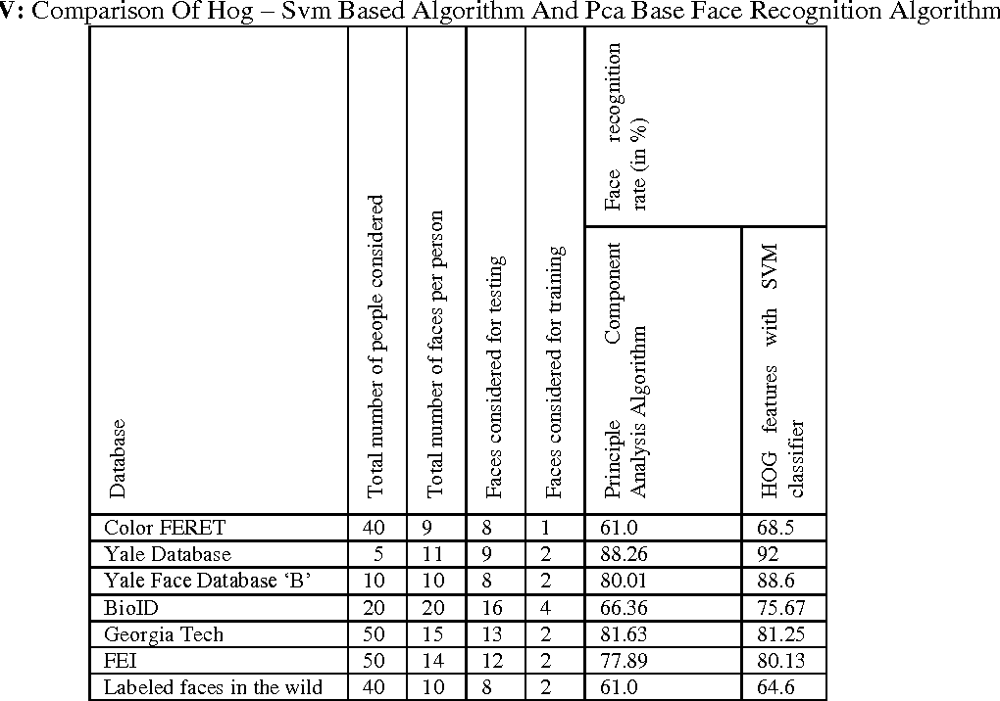 V: Comparison Of Hog – Svm Based Algorithm And Pca Base Face Recognition Algorithm
Database
Total number of people considered
Total number of faces per person
Faces considered for testing
Faces considered for training
Face recognition
rate (in %)
Principle Component
Analysis Algorithm
HOG features with SVM
classifier
Color FERET 40 9 8 1 61.0 68.5
Yale Database 5 11 9 2 88.26 92
Yale Face Database ‘B’ 10 10 8 2 80.01 88.6
BioID 20 20 16 4 66.36 75.67
Georgia Tech 50 15 13 2 81.63 81.25
FEI 50 14 12 2 77.89 80.13
Labeled faces in the wild 40 10 8 2 61.0 64.6